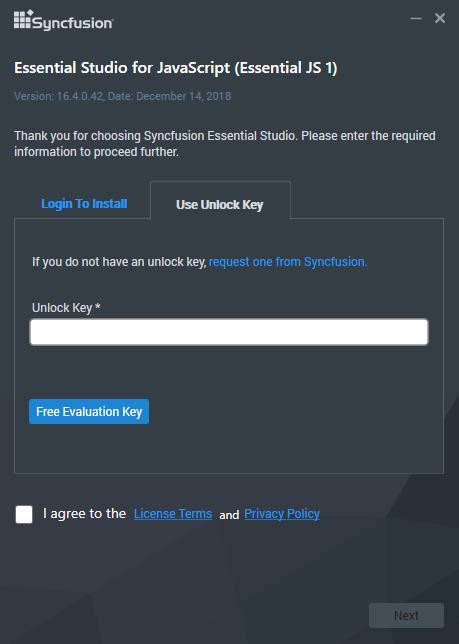 Syncfusion
Essential Studio for JavaScript (Essential JS 1)
Version: 16.4.0.42, Date: December 14, 2018
Thank you for choosing Syncfusion Essential Studio. Please enter the required
information to proceed further.
Login To Install
Use Unlock Key
If you do not have an unlock key, request one from Syncfusion.
Unlock Key *
Free Evaluation Key
I agree to the License Terms and Privacy Policy
Next